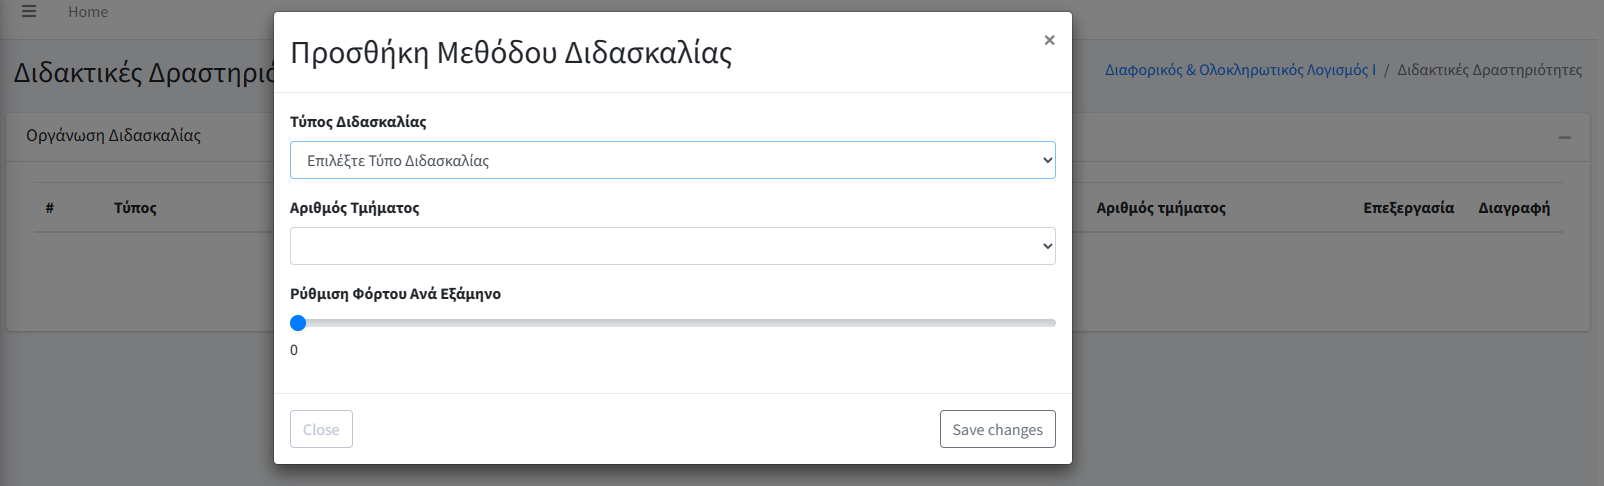 Home
Προσθήκη Μεθόδου Διδασκαλίας
×
Διδακτικές Δραστηριό
Διαφορικός & Ολοκληρωτικός Λογισμός Ι / Διδακτικές Δραστηριότητες
Οργάνωση Διδασκαλίας
Τύπος Διδασκαλίας
Επιλέξτε Τύπο Διδασκαλίας
# Τύπος
Αριθμός Τμήματος
Αριθμός τμήματος Επεξεργασία Διαγραφή
Ρύθμιση Φόρτου Ανά Εξάμηνο
0
Close
Save changes